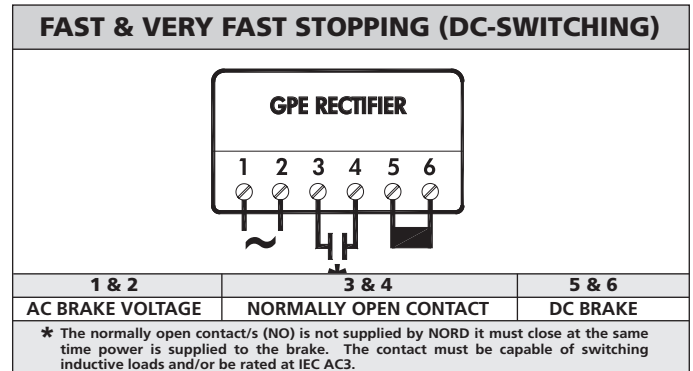 FAST & VERY FAST STOPPING (DC-SWITCHING)
GPE RECTIFIER
1 2 3 4 5 6
~
*
1 & 2 3 & 4 5 & 6
AC BRAKE VOLTAGE NORMALLY OPEN CONTACT DC BRAKE
* The normally open contact/s (NO) is not supplied by NORD it must close at the same
time power is supplied to the brake. The contact must be capable of switching
inductive loads and/or be rated at IEC AC3.